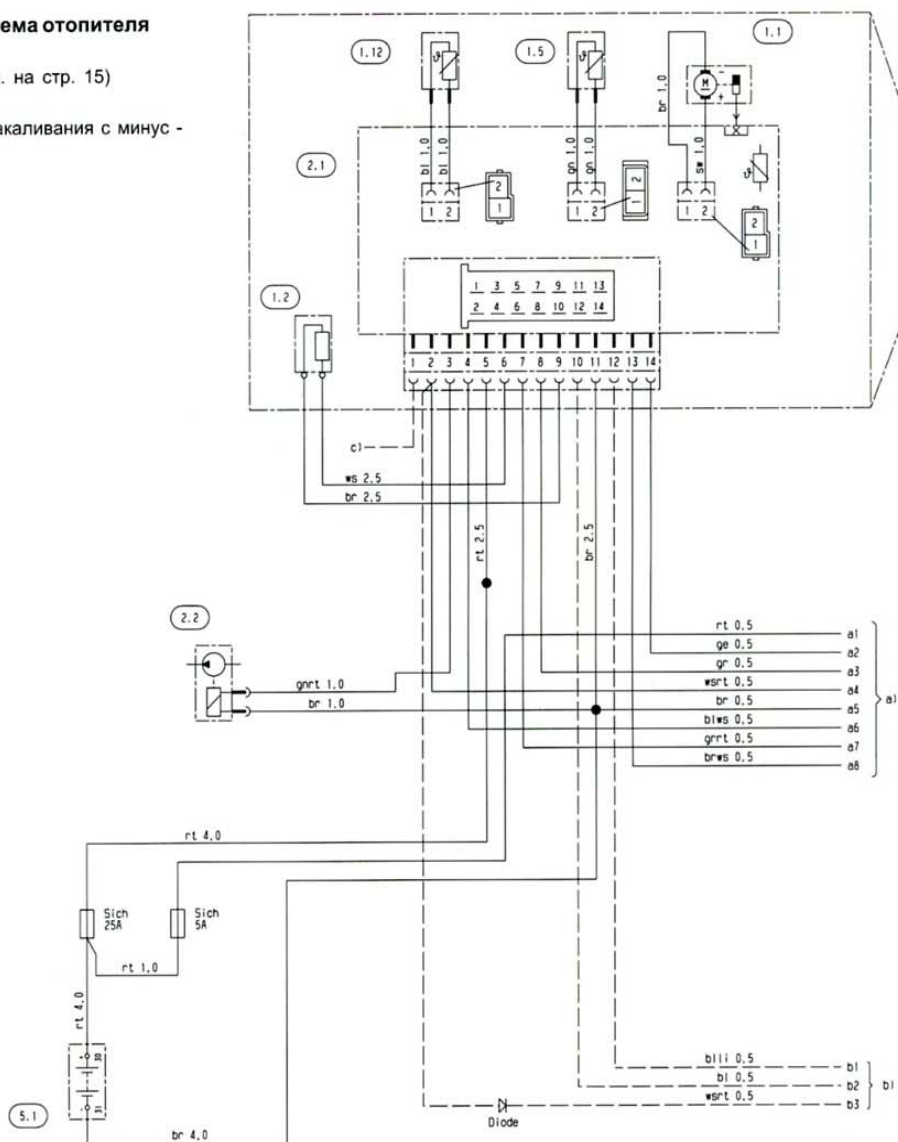 ема отопителя
. на стр. 15)
акаливания с минус -
1.12
1.5
1.1
2.1
1.2
br 1,0
M
- +
bl 1,0
bl 1,0
gn 1,0
gn 1,0
sw 1,0
1 2
2
1
1 2
1 2
1 2
2
1
1 3 5 7 9 11 13
2 4 6 8 10 12 14
1 2 3 4 5 6 7 8 9 10 11 12 13 14
c)
ws 2,5
br 2,5
rt 2,5
br 2,5
2.2
gnrt 1,0
br 1,0
rt 0,5 a1
ge 0,5 a2
gr 0,5 a3
wsrt 0,5 a4
br 0,5 a5
blws 0,5 a6
grrt 0,5 a7
brws 0,5 a8
a)
rt 4,0
Sich
25A
Sich
5A
rt 1,0
rt 4,0
+ 30
- 31
5.1
br 4,0
blli 0,5 b1
bl 0,5 b2
wsrt 0,5 b3
b)
Diode